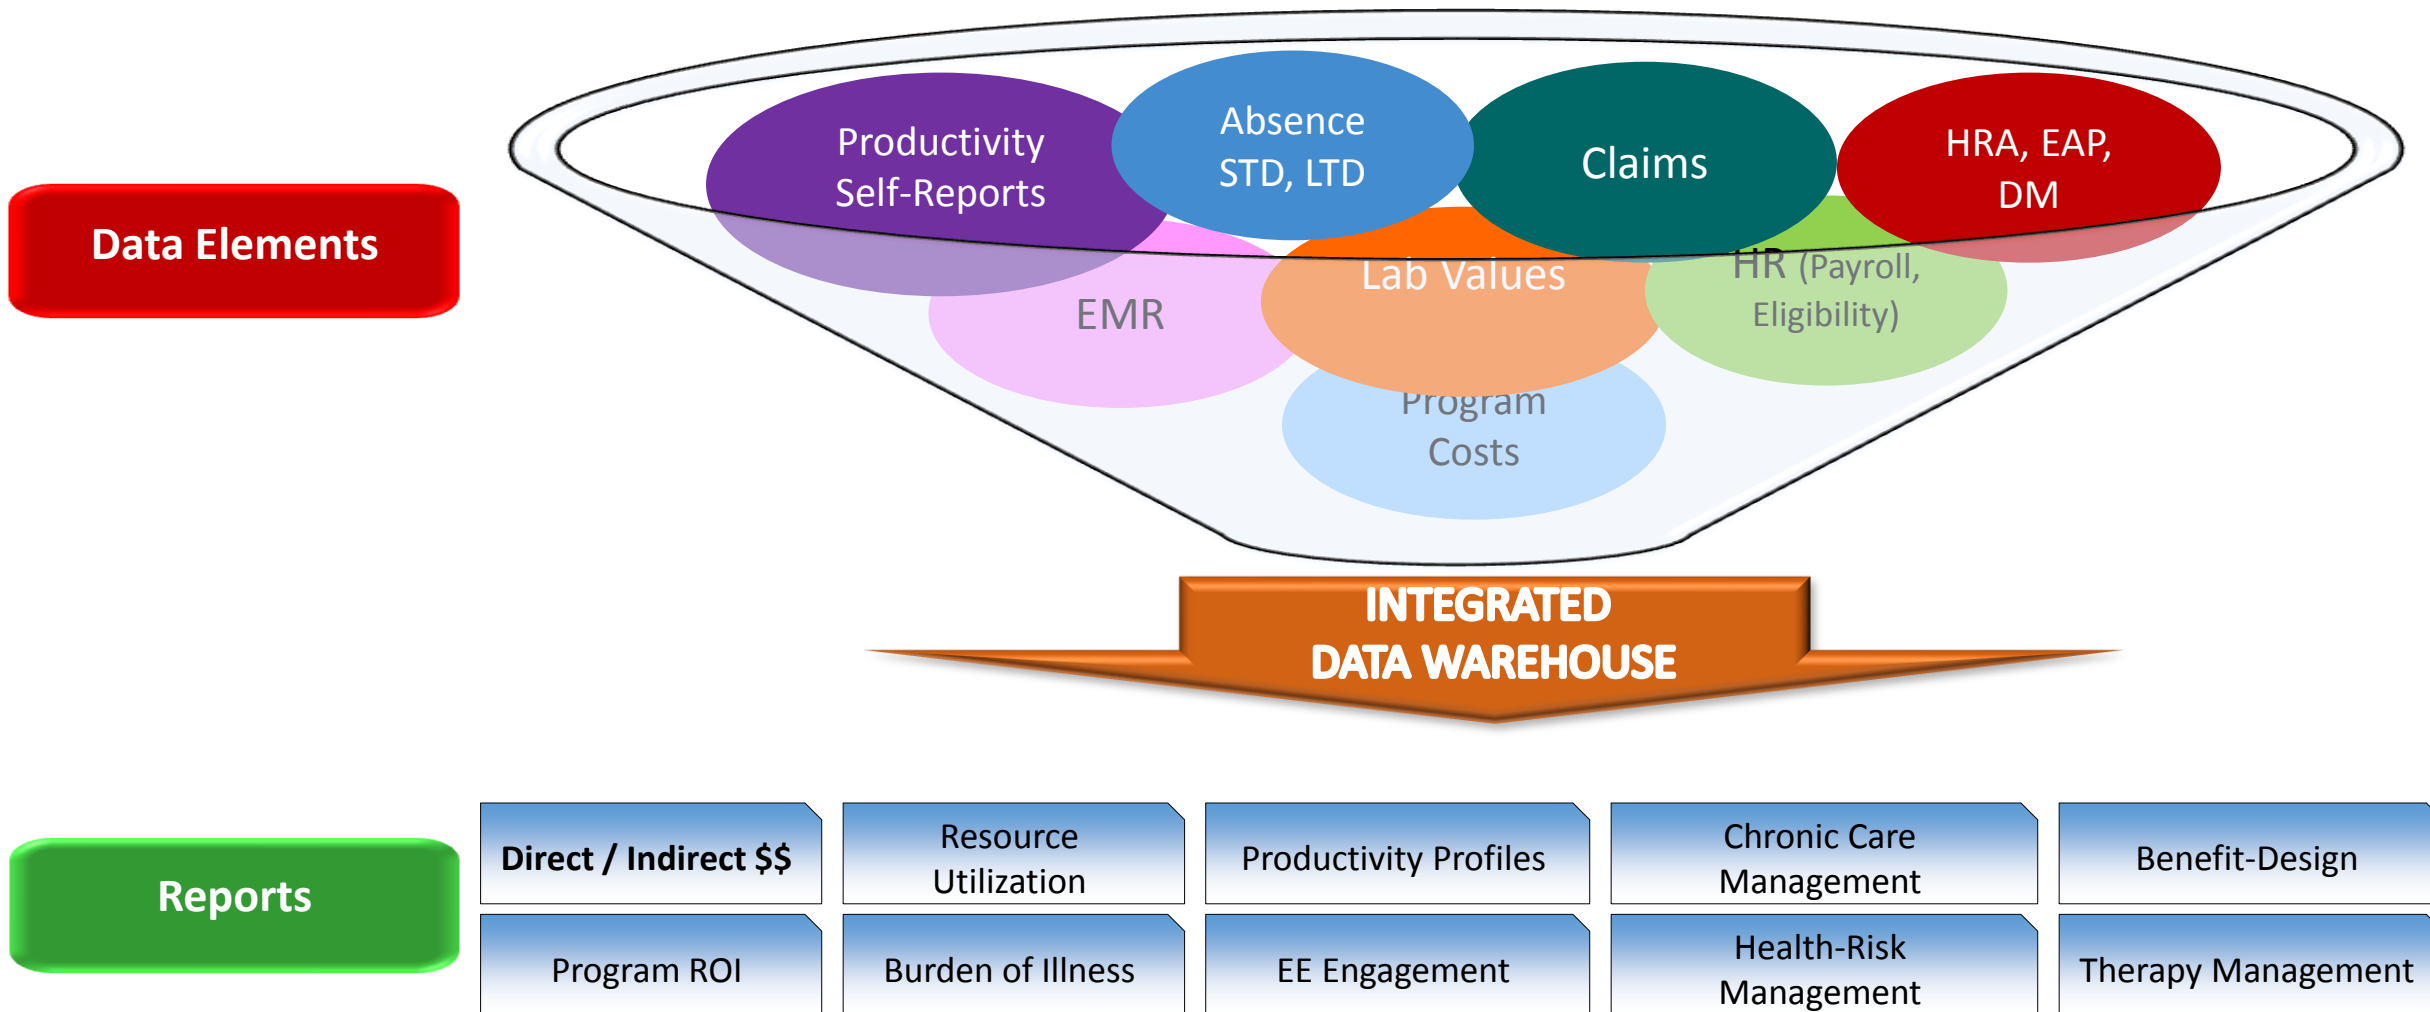 Productivity
Self-Reports
Absence
STD, LTD
Claims
HRA, EAP,
DM
Data Elements
EMR
Lab Values
HR (Payroll,
Eligibility)
Program
Costs
INTEGRATED
DATA WAREHOUSE
Reports
Direct / Indirect $$
Resource
Utilization
Productivity Profiles
Chronic Care
Management
Benefit-Design
Program ROI
Burden of Illness
EE Engagement
Health-Risk
Management
Therapy Management